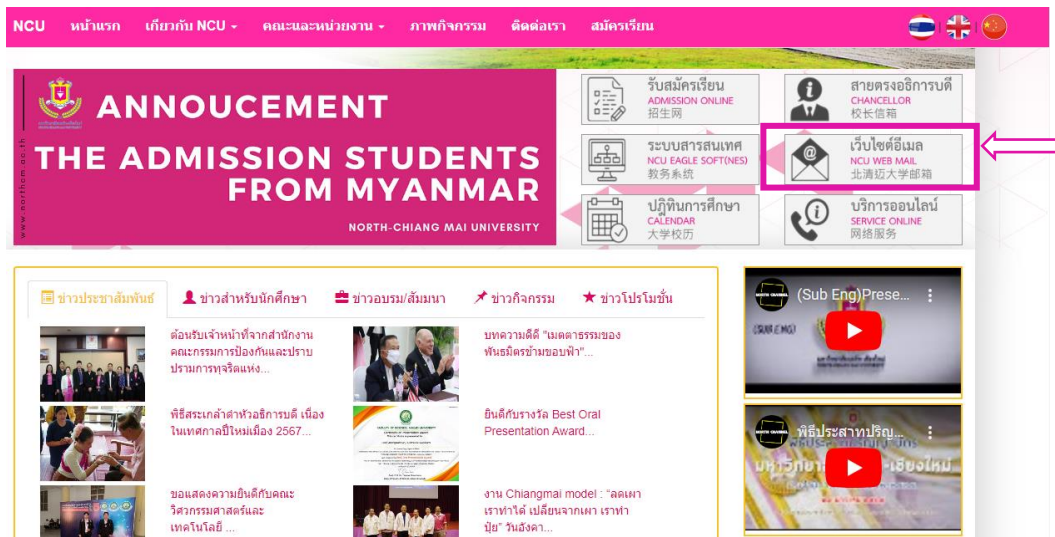 NCU หน้าแรก เกี่ยวกับ NCU คณะและหน่วยงาน ภาพกิจกรรม ติดต่อเรา สมัครเรียน
www.northcm.ac.th
ANNOUCEMENT
THE ADMISSION STUDENTS
FROM MYANMAR
NORTH-CHIANG MAI UNIVERSITY
รับสมัครเรียน
ADMISSION ONLINE
招生网
สายตรงอธิการบดี
CHANCELLOR
校长信箱
ระบบสารสนเทศ
NCU EAGLE SOFT(NES)
教务系统
เว็บไซต์อีเมล
NCU WEB MAIL
北清迈大学邮箱
ปฏิทินการศึกษา
CALENDAR
大学校历
บริการออนไลน์
SERVICE ONLINE
网络服务
ข่าวประชาสัมพันธ์ ข่าวสำหรับนักศึกษา ข่าวอบรม/สัมมนา ข่าวกิจกรรม ข่าวโปรโมชั่น
ต้อนรับเจ้าหน้าที่จากสำนักงาน
คณะกรรมการป้องกันและปราบ
ปรามการทุจริตแห่ง...
บทความดีดี "เมตตาธรรมของ
พันธมิตรข้ามขอบฟ้า"...
พิธีสระเกล้าดำหัวอธิการบดี เนื่อง
ในเทศกาลปี๋ใหม่เมือง 2567...
ยินดีกับรางวัล Best Oral
Presentation Award...
ขอแสดงความยินดีกับคณะ
วิศวกรรมศาสตร์และ
เทคโนโลยี ...
งาน Chiangmai model : "ลดเผา
เราทำได้ เปลี่ยนจากเผา เราทำ
ปุ๋ย" วันอังคา...
(Sub Eng)Prese...
(SUB ENG)
พิธีประสาทปริญ...